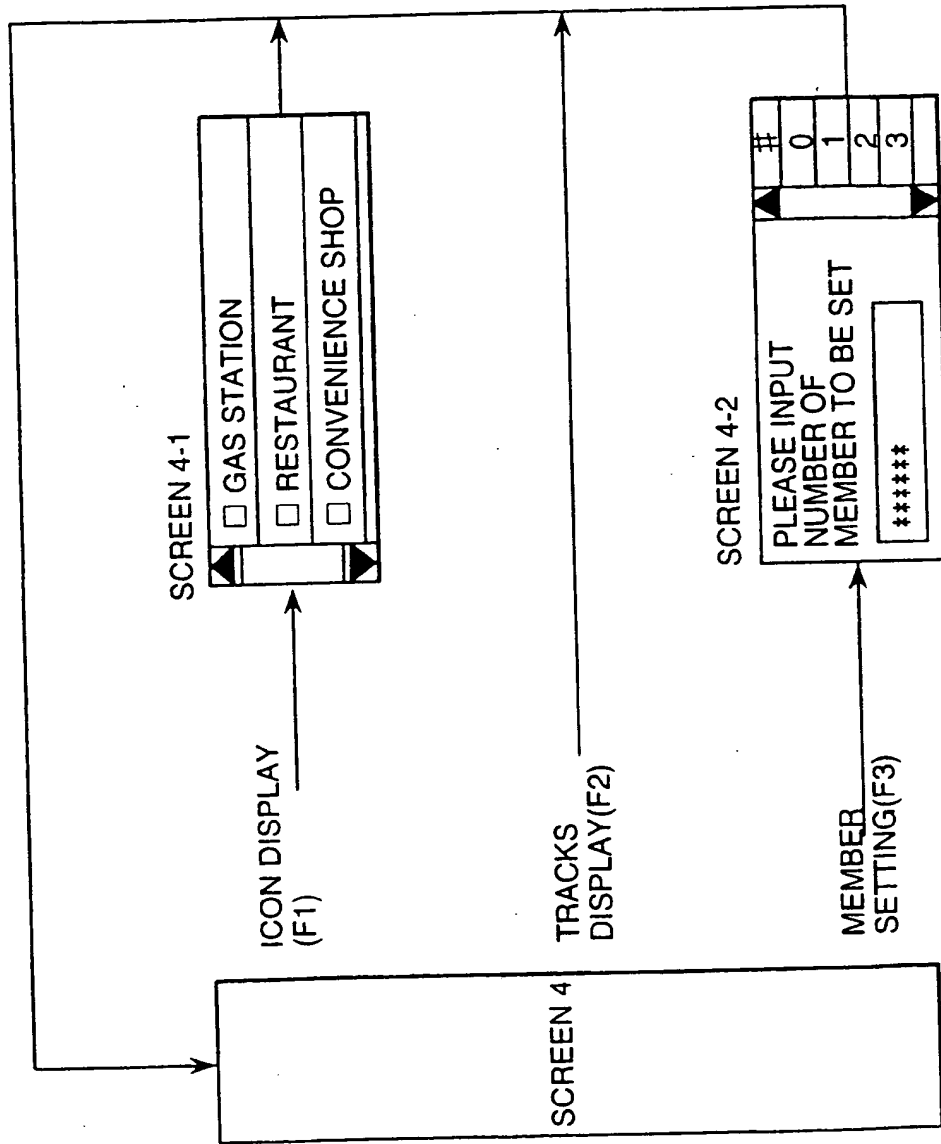 SCREEN 4
ICON DISPLAY
(F1)
SCREEN 4-1
GAS STATION
RESTAURANT
CONVENIENCE SHOP
TRACKS
DISPLAY(F2)
MEMBER
SETTING(F3)
SCREEN 4-2
PLEASE INPUT
NUMBER OF
MEMBER TO BE SET
******
#
0
1
2
3